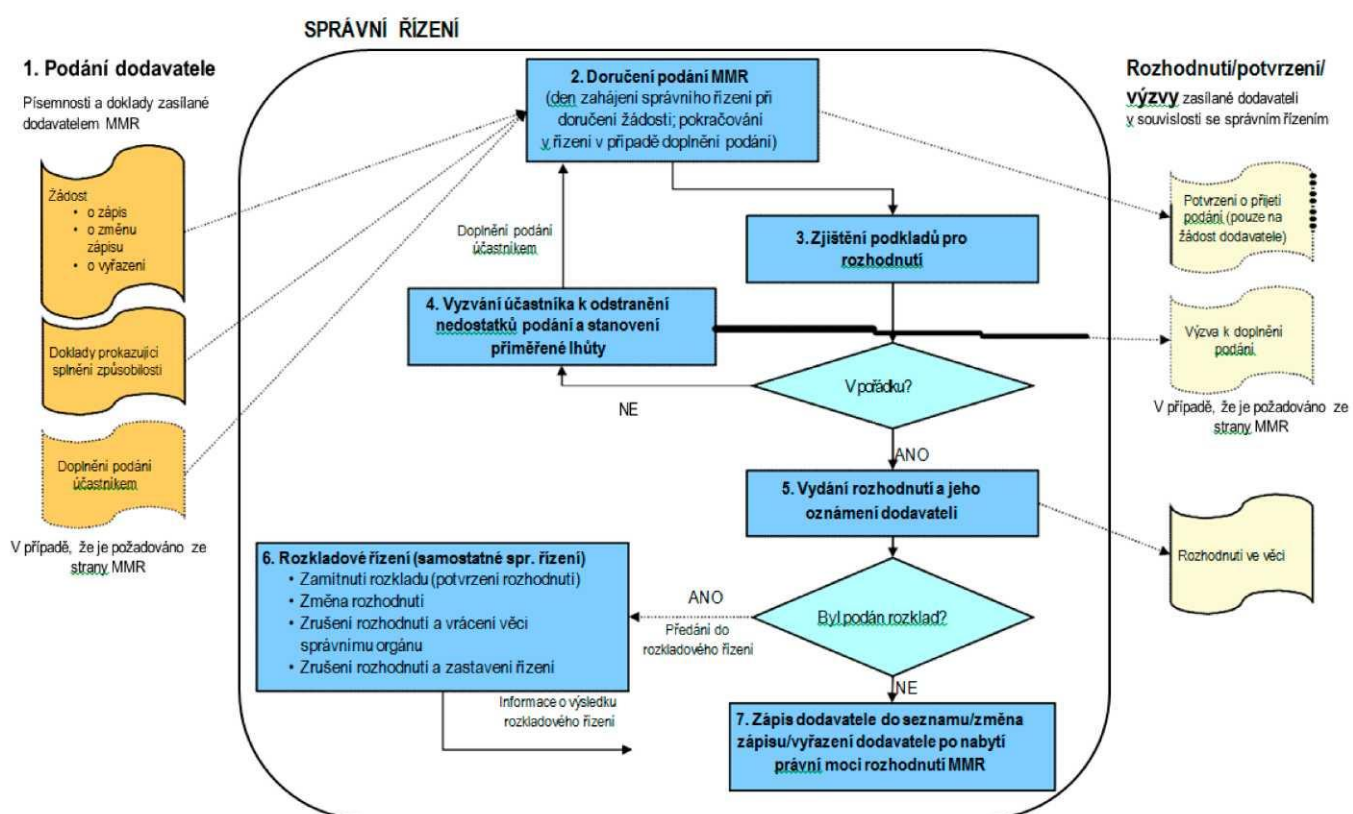 SPRÁVNÍ ŘÍZENÍ
1. Podání dodavatele
Písemnosti a doklady zasílané
dodavatelem MMR
Žádost
• o zápis
• o změnu
zápisu
• o vyřazení
Doklady prokazující
splnění způsobilosti
Doplnění podání
účastníkem
V případě, že je požadováno ze
strany MMR
2. Doručení podání MMR
(den zahájení správního řízení při
doručení žádosti; pokračování
v řízení v případě doplnění podání)
Doplnění podání
účastníkem
3. Zjištění podkladů pro
rozhodnutí
4. Vyzvání účastníka k odstranění
nedostatků podání a stanovení
přiměřené lhůty
V pořádku?
NE
ANO
5. Vydání rozhodnutí a jeho
oznámení dodavateli
6. Rozkladové řízení (samostatné spr. řízení)
• Zamítnutí rozkladu (potvrzení rozhodnutí)
• Změna rozhodnutí
• Zrušení rozhodnutí a vrácení věci
správnímu orgánu
• Zrušení rozhodnutí a zastavení řízení
ANO
Předání do
rozkladového řízení
Byl podán rozklad?
NE
Informace o výsledku
rozkladového řízení
7. Zápis dodavatele do seznamu/změna
zápisu/vyřazení dodavatele po nabytí
právní moci rozhodnutí MMR
Rozhodnutí/potvrzení/
výzvy zasílané dodavateli
v souvislosti se správním řízením
Potvrzení o přijetí
podání (pouze na
žádost dodavatele)
Výzva k doplnění
podání
V případě, že je požadováno ze
strany MMR
Rozhodnutí ve věci